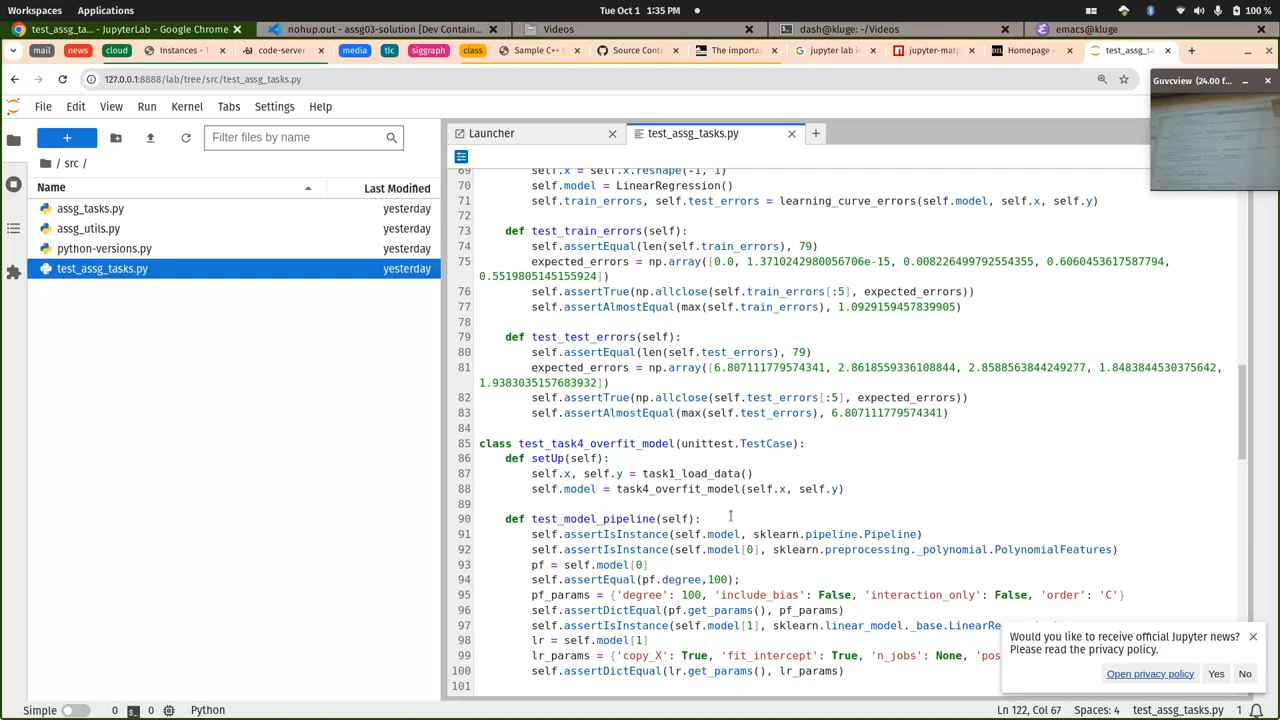 Workspaces Applications Tue Oct 1 1:35 PM 100 %
test_assg_ta... - JupyterLab - Google Chrome nohup.out - assg03-solution [Dev Contain... Videos dash@kluge: ~/Videos emacs@kluge
mail news cloud Instances - T code-server media tlc siggraph class Sample C++ N Source Cont The important jupyter lab i jupyter-mat Homepage - test_assg_ta
127.0.0.1:8888/lab/tree/src/test_assg_tasks.py
Guvcview (24.00 f...
File Edit View Run Kernel Tabs Settings Help
Filter files by name
Launcher
test_assg_tasks.py
/ src /
Name Last Modified
assg_tasks.py yesterday
assg_utils.py yesterday
python-versions.py yesterday
test_assg_tasks.py yesterday
69 self.x = self.x.reshape(-1, 1)
70 self.model = LinearRegression()
71 self.train_errors, self.test_errors = learning_curve_errors(self.model, self.x, self.y)
72
73 def test_train_errors(self):
74 self.assertEqual(len(self.train_errors), 79)
75 expected_errors = np.array([0.0, 1.3710242980056706e-15, 0.008226499792554355, 0.6060453617587794,
0.5519805145155924])
76 self.assertTrue(np.allclose(self.train_errors[:5], expected_errors))
77 self.assertAlmostEqual(max(self.train_errors), 1.0929159457839905)
78
79 def test_test_errors(self):
80 self.assertEqual(len(self.test_errors), 79)
81 expected_errors = np.array([6.807111779574341, 2.8618559336108844, 2.8588563844249277, 1.8483844530375642,
1.9383035157683932])
82 self.assertTrue(np.allclose(self.test_errors[:5], expected_errors))
83 self.assertAlmostEqual(max(self.test_errors), 6.807111779574341)
84
85 class test_task4_overfit_model(unittest.TestCase):
86 def setUp(self):
87 self.x, self.y = task1_load_data()
88 self.model = task4_overfit_model(self.x, self.y)
89
90 def test_model_pipeline(self):
91 self.assertIsInstance(self.model, sklearn.pipeline.Pipeline)
92 self.assertIsInstance(self.model[0], sklearn.preprocessing._polynomial.PolynomialFeatures)
93 pf = self.model[0]
94 self.assertEqual(pf.degree,100);
95 pf_params = {'degree': 100, 'include_bias': False, 'interaction_only': False, 'order': 'C'}
96 self.assertDictEqual(pf.get_params(), pf_params)
97 self.assertIsInstance(self.model[1], sklearn.linear_model._base.LinearRe
98 lr = self.model[1]
99 lr_params = {'copy_X': True, 'fit_intercept': True, 'n_jobs': None, 'pos
100 self.assertDictEqual(lr.get_params(), lr_params)
101
Would you like to receive official Jupyter news?
Please read the privacy policy.
Open privacy policy Yes No
Simple 0 0 Python Ln 122, Col 67 Spaces: 4 test_assg_tasks.py 1